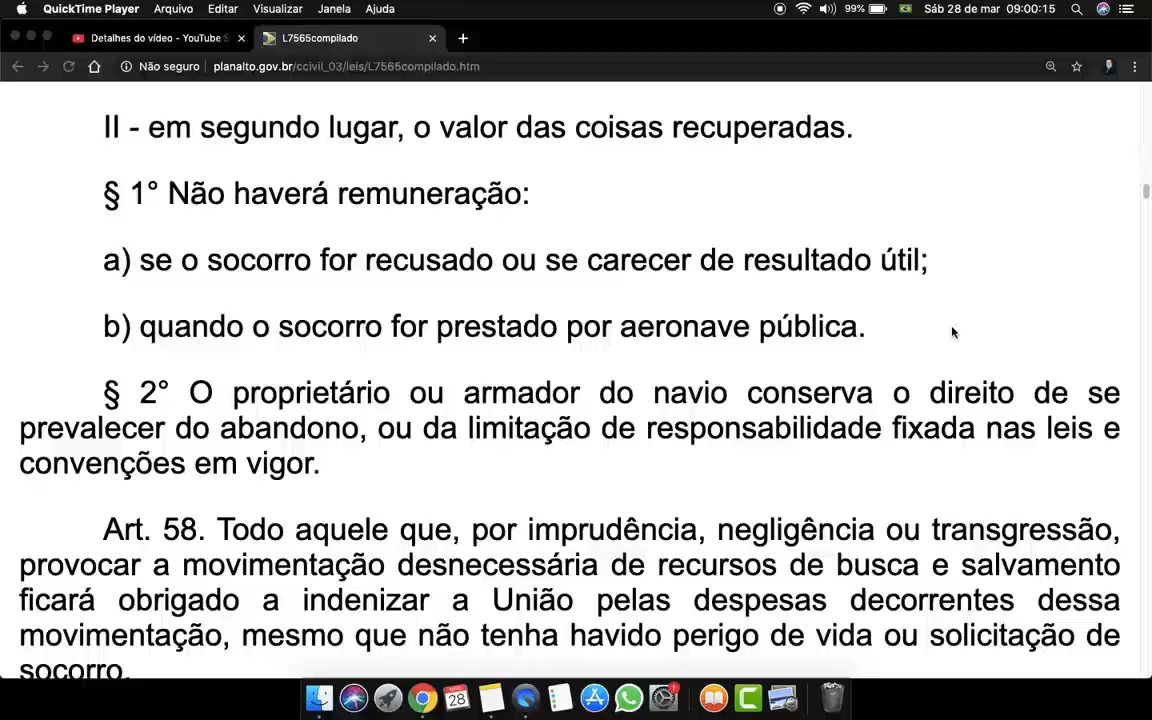 QuickTime Player Arquivo Editar Visualizar Janela Ajuda 99% Sáb 28 de mar 09:00:15
Detalhes do vídeo - YouTube S L7565compilado
Não seguro planalto.gov.br/ccivil_03/leis/L7565compilado.htm
II - em segundo lugar, o valor das coisas recuperadas.
§ 1° Não haverá remuneração:
a) se o socorro for recusado ou se carecer de resultado útil;
b) quando o socorro for prestado por aeronave pública.
§ 2° O proprietário ou armador do navio conserva o direito de se
prevalecer do abandono, ou da limitação de responsabilidade fixada nas leis e
convenções em vigor.
Art. 58. Todo aquele que, por imprudência, negligência ou transgressão,
provocar a movimentação desnecessária de recursos de busca e salvamento
ficará obrigado a indenizar a União pelas despesas decorrentes dessa
movimentação, mesmo que não tenha havido perigo de vida ou solicitação de
socorro.
28
1